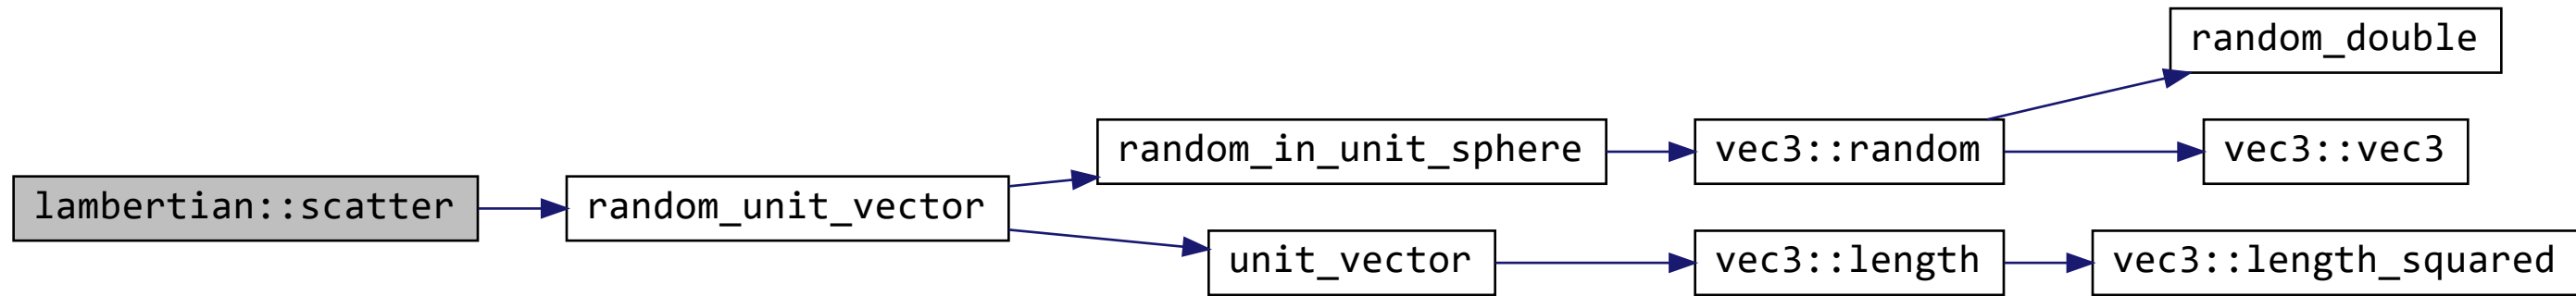 random_double
random_in_unit_sphere
vec3::random
vec3::vec3
lambertian::scatter
random_unit_vector
unit_vector
vec3::length
vec3::length_squared